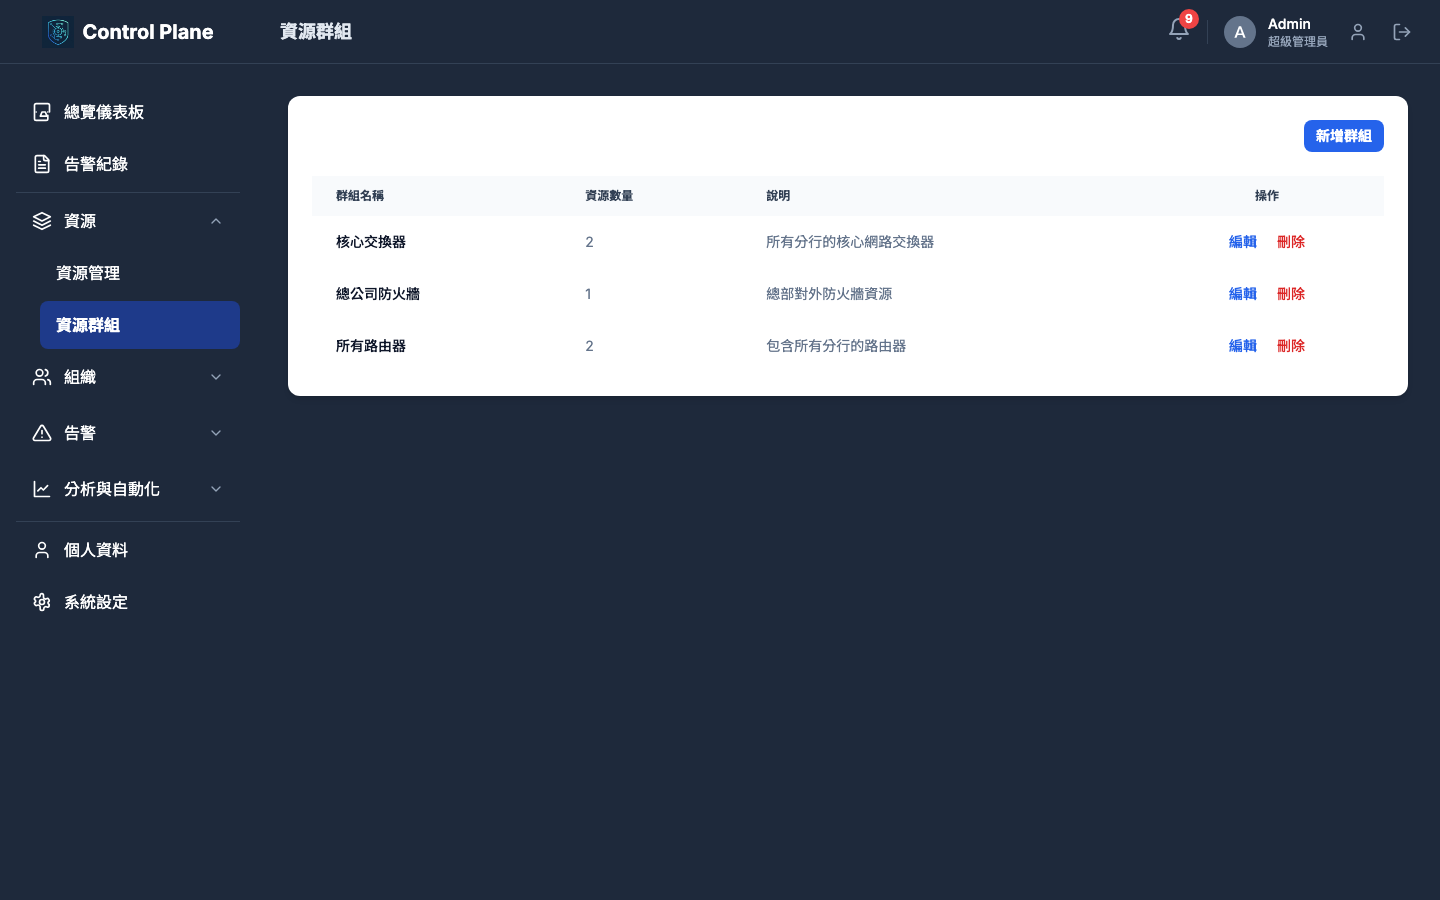 Control Plane
資源群組
9
A
Admin
超級管理員
總覽儀表板
告警紀錄
資源
資源管理
資源群組
組織
告警
分析與自動化
個人資料
系統設定
新增群組
群組名稱 資源數量 說明 操作
核心交換器 2 所有分行的核心網路交換器 編輯 刪除
總公司防火牆 1 總部對外防火牆資源 編輯 刪除
所有路由器 2 包含所有分行的路由器 編輯 刪除